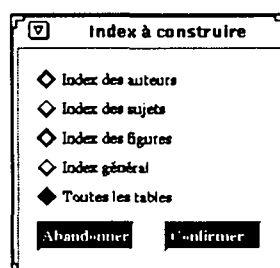 Index à construire
Index des auteurs
Index des sujets
Index des figures
Index général
Toutes les tables
Abandonner Confirmer